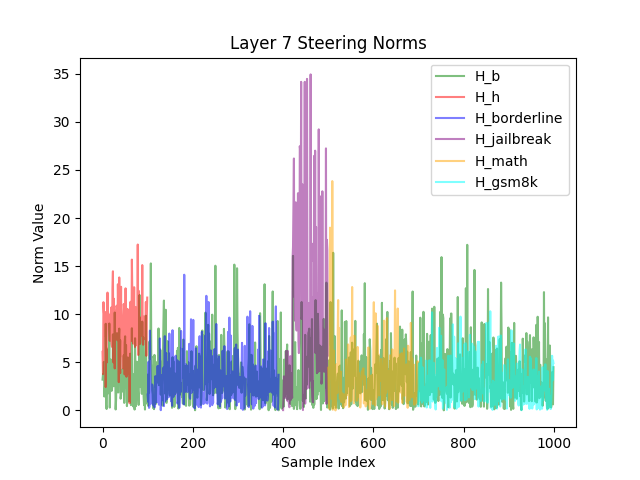 Layer 7 Steering Norms
Norm Value
35
30
25
20
15
10
5
0
H_b
H_h
H_borderline
H_jailbreak
H_math
H_gsm8k
0
200
400
600
800
1000
Sample Index